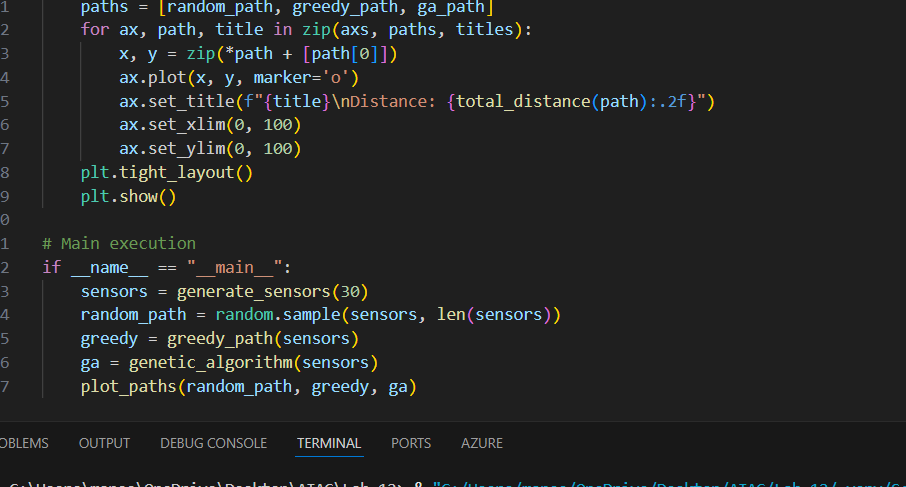 1 paths = [random_path, greedy_path, ga_path]
2 for ax, path, title in zip(axs, paths, titles):
3 x, y = zip(*path + [path[0]])
4 ax.plot(x, y, marker='o')
5 ax.set_title(f"{title}\nDistance: {total_distance(path):.2f}")
6 ax.set_xlim(0, 100)
7 ax.set_ylim(0, 100)
8 plt.tight_layout()
9 plt.show()
0
1 # Main execution
2 if __name__ == "__main__":
3 sensors = generate_sensors(30)
4 random_path = random.sample(sensors, len(sensors))
5 greedy = greedy_path(sensors)
6 ga = genetic_algorithm(sensors)
7 plot_paths(random_path, greedy, ga)
OBLEMS OUTPUT DEBUG CONSOLE TERMINAL PORTS AZURE